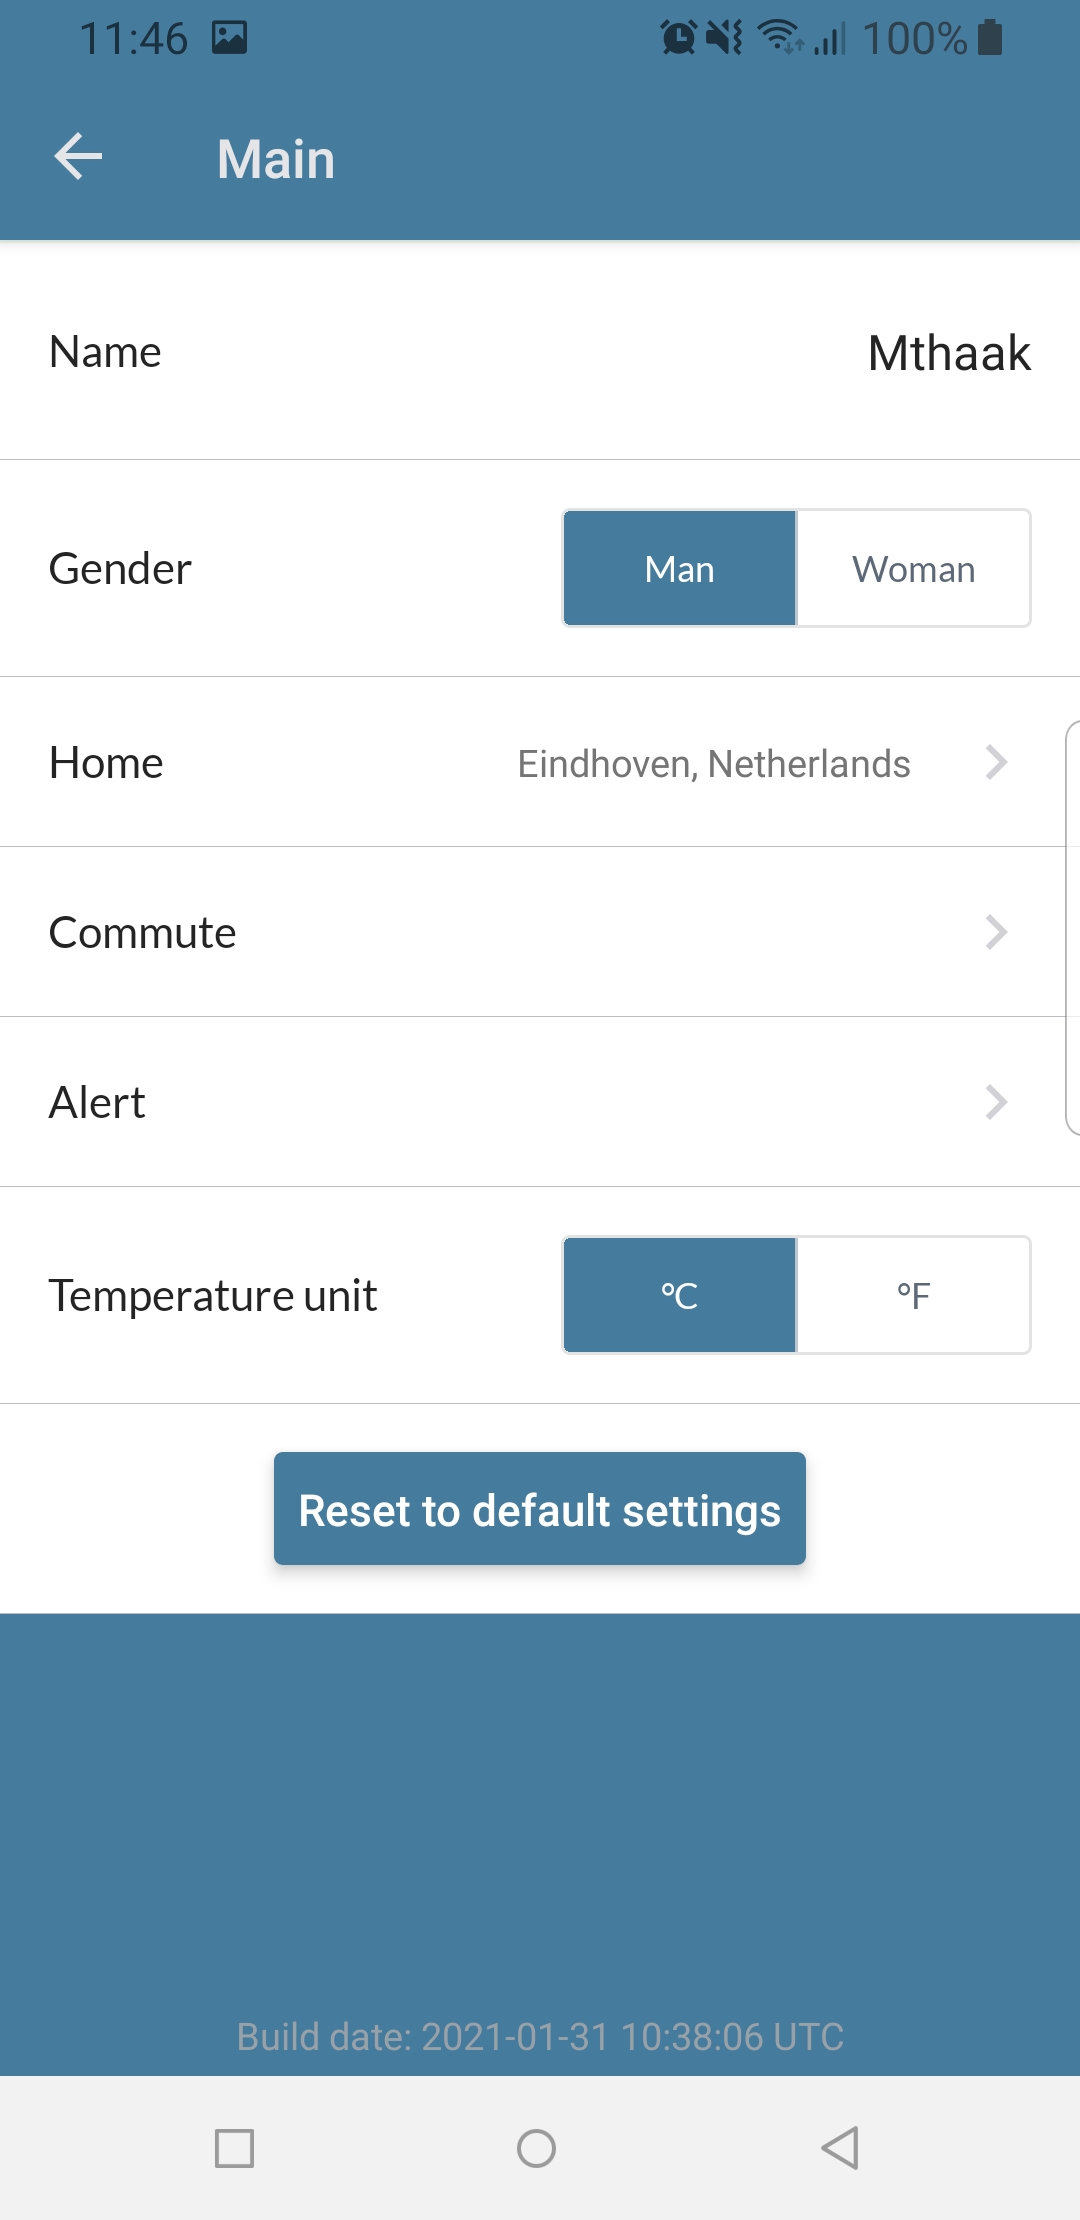 11:46 100%
Main
Name Mthaak
Gender Man Woman
Home Eindhoven, Netherlands
Commute
Alert
Temperature unit °C °F
Reset to default settings
Build date: 2021-01-31 10:38:06 UTC